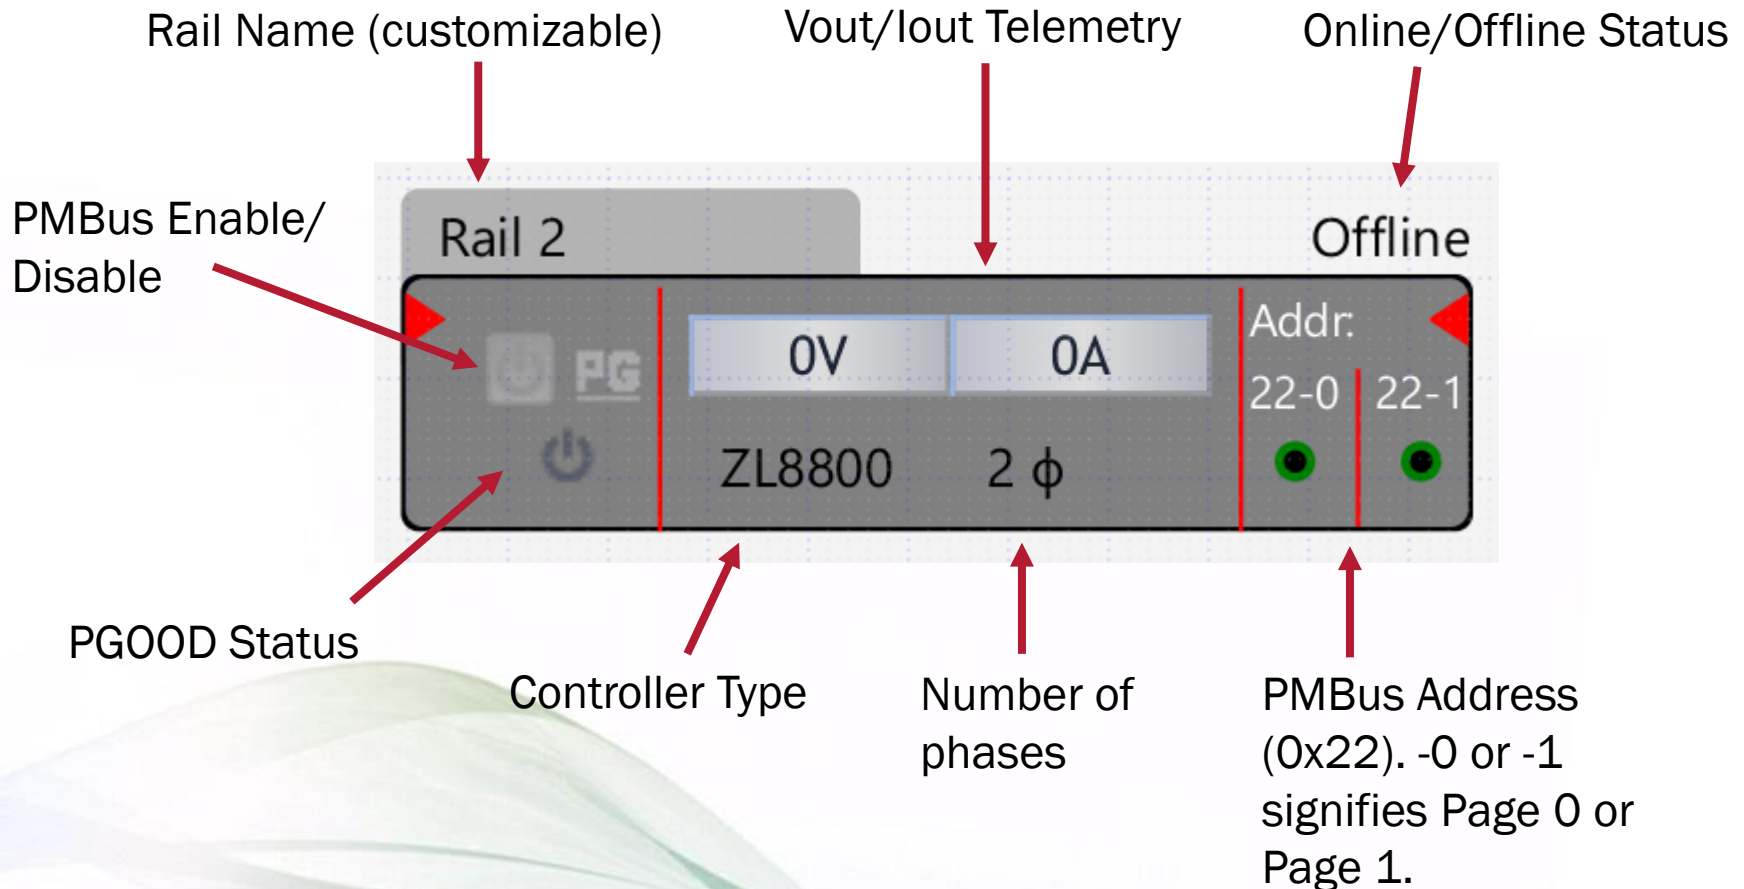 Rail Name (customizable)
Vout/Iout Telemetry
Online/Offline Status
PMBus Enable/
Disable
Rail 2
Offline
PG
0V
0A
Addr:
22-0
22-1
ZL8800
2 ϕ
PGOOD Status
Controller Type
Number of
phases
PMBus Address
(0x22). -0 or -1
signifies Page 0 or
Page 1.